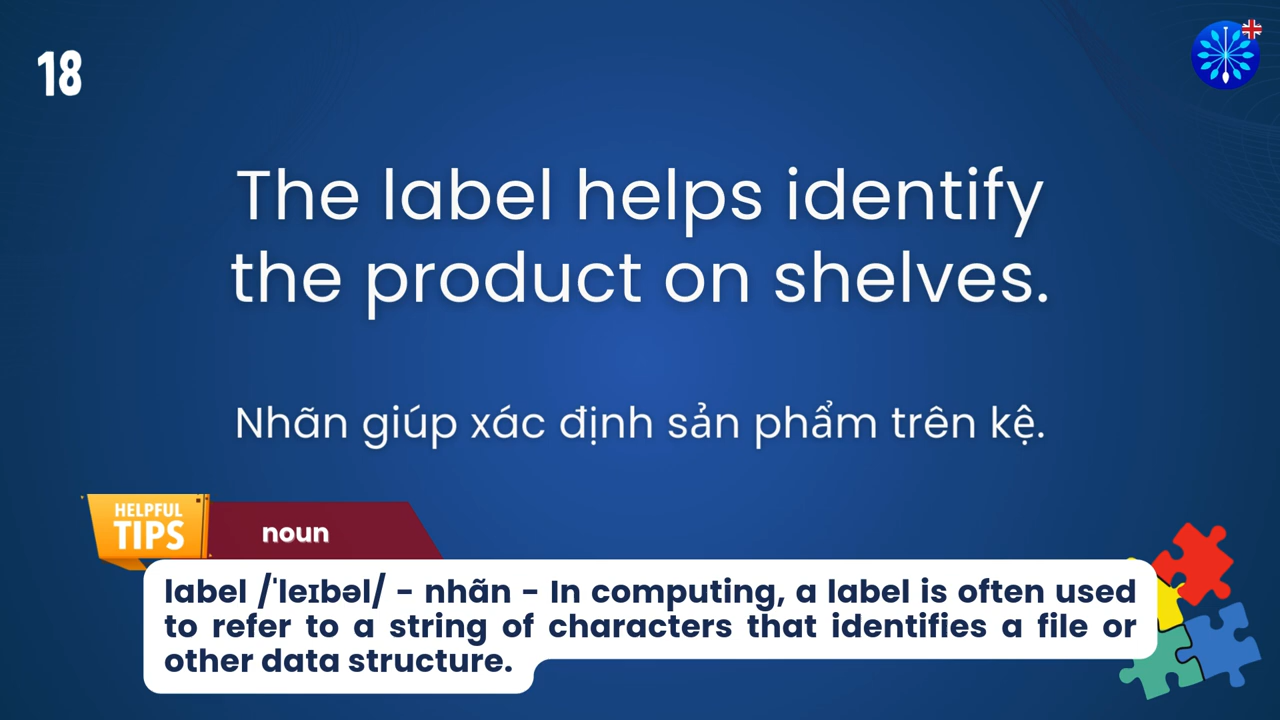 18
The label helps identify
the product on shelves.
Nhãn giúp xác định sản phẩm trên kệ.
HELPFUL
TIPS
noun
label /ˈleɪbəl/ - nhãn - In computing, a label is often used
to refer to a string of characters that identifies a file or
other data structure.